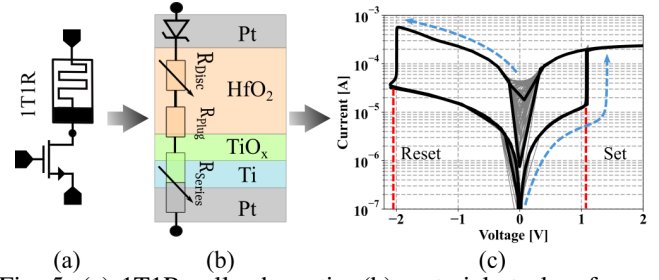 1T1R
Pt
R_Disc
HfO₂
R_Plug
TiOₓ
R_Series
Ti
Pt
Current [A]
10⁻³
10⁻⁴
10⁻⁵
10⁻⁶
10⁻⁷
Reset
Set
−2 −1 0 1 2
Voltage [V]
(a) (b) (c)